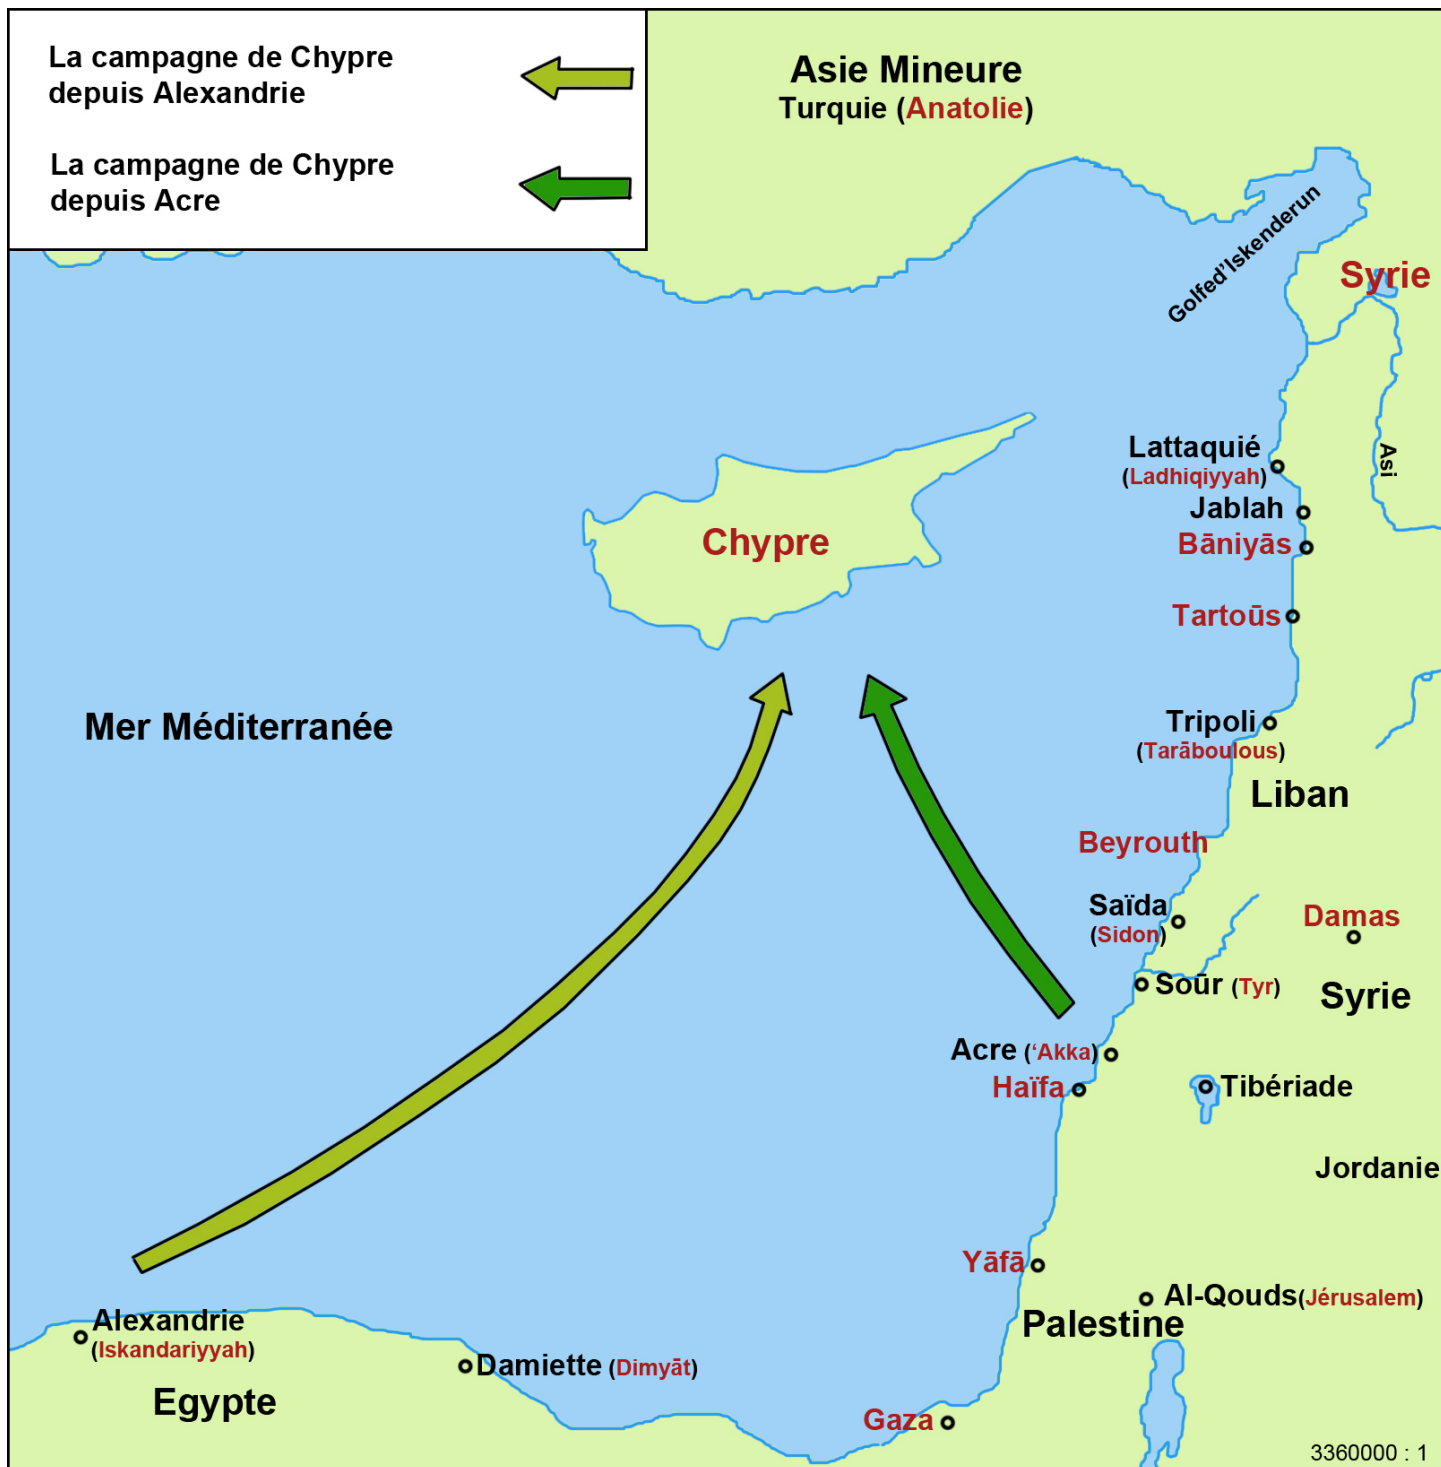 La campagne de Chypre
depuis Alexandrie
La campagne de Chypre
depuis Acre
Asie Mineure
Turquie (Anatolie)
Golfed'Iskenderun
Syrie
Lattaquié
(Ladhiqiyyah)
Asi
Jablah
Chypre
Bāniyās
Tartoūs
Mer Méditerranée
Tripoli
(Tarāboulous)
Liban
Beyrouth
Saïda
(Sidon)
Damas
Soūr (Tyr)
Syrie
Acre (‘Akka)
Haïfa
Tibériade
Jordanie
Yāfā
Al-Qouds(Jérusalem)
Palestine
Alexandrie
(Iskandariyyah)
Damiette (Dimyāt)
Egypte
Gaza
3360000 : 1